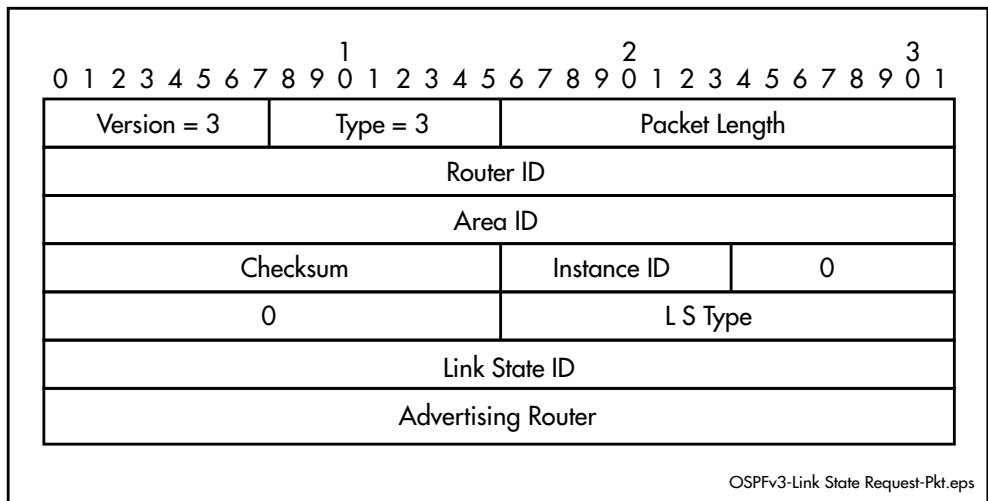 1 2 3
0 1 2 3 4 5 6 7 8 9 0 1 2 3 4 5 6 7 8 9 0 1 2 3 4 5 6 7 8 9 0 1
Version = 3 Type = 3 Packet Length
Router ID
Area ID
Checksum Instance ID 0
0 L S Type
Link State ID
Advertising Router
OSPFv3-Link State Request-Pkt.eps